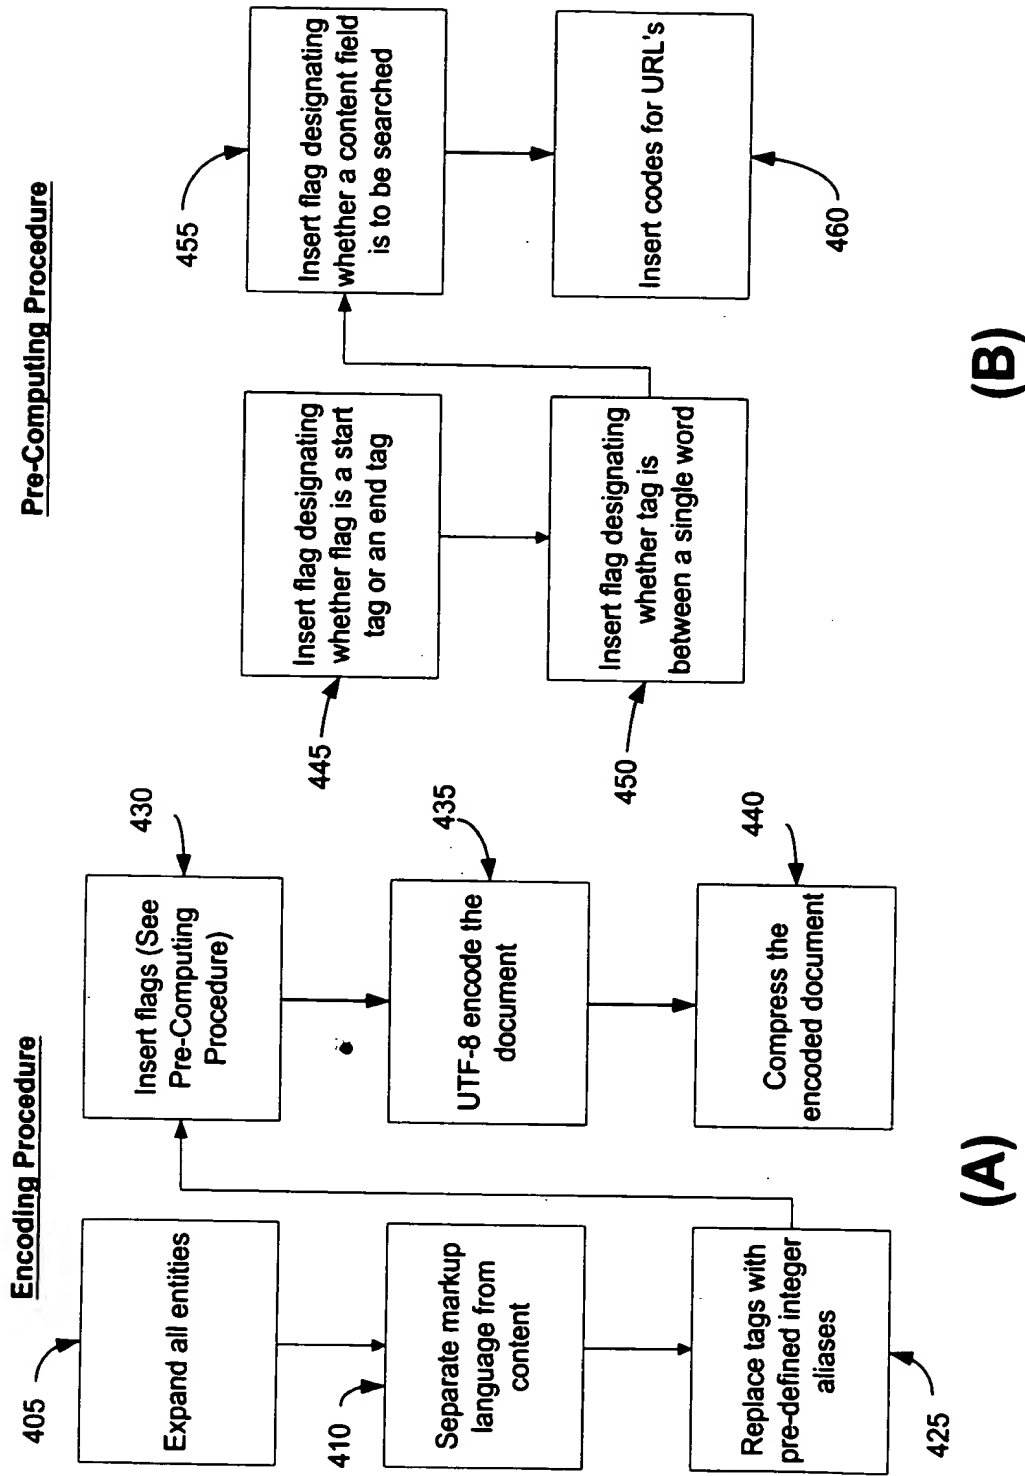 Encoding Procedure
405
Expand all entities
410
Separate markup
language from
content
Replace tags with
pre-defined integer
aliases
425
430
Insert flags (See
Pre-Computing
Procedure)
435
UTF-8 encode the
document
440
Compress the
encoded document
(A)
Pre-Computing Procedure
445
Insert flag designating
whether flag is a start
tag or an end tag
450
Insert flag designating
whether tag is
between a single word
455
Insert flag designating
whether a content field
is to be searched
Insert codes for URL's
460
(B)